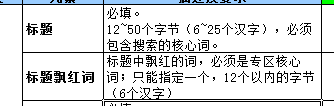 标题
必填。
12~50个字节（6~25个汉字），必须
包含搜索的核心词。
标题飘红词
标题中飘红的词，必须是专区核心
词；只能指定一个，12个以内的字节
（6个汉字）